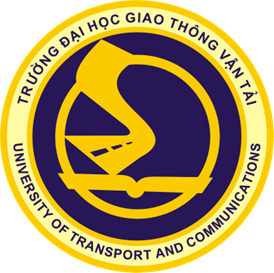 TRƯỜNG ĐẠI HỌC GIAO THÔNG VẬN TẢI
UNIVERSITY OF TRANSPORT AND COMMUNICATIONS